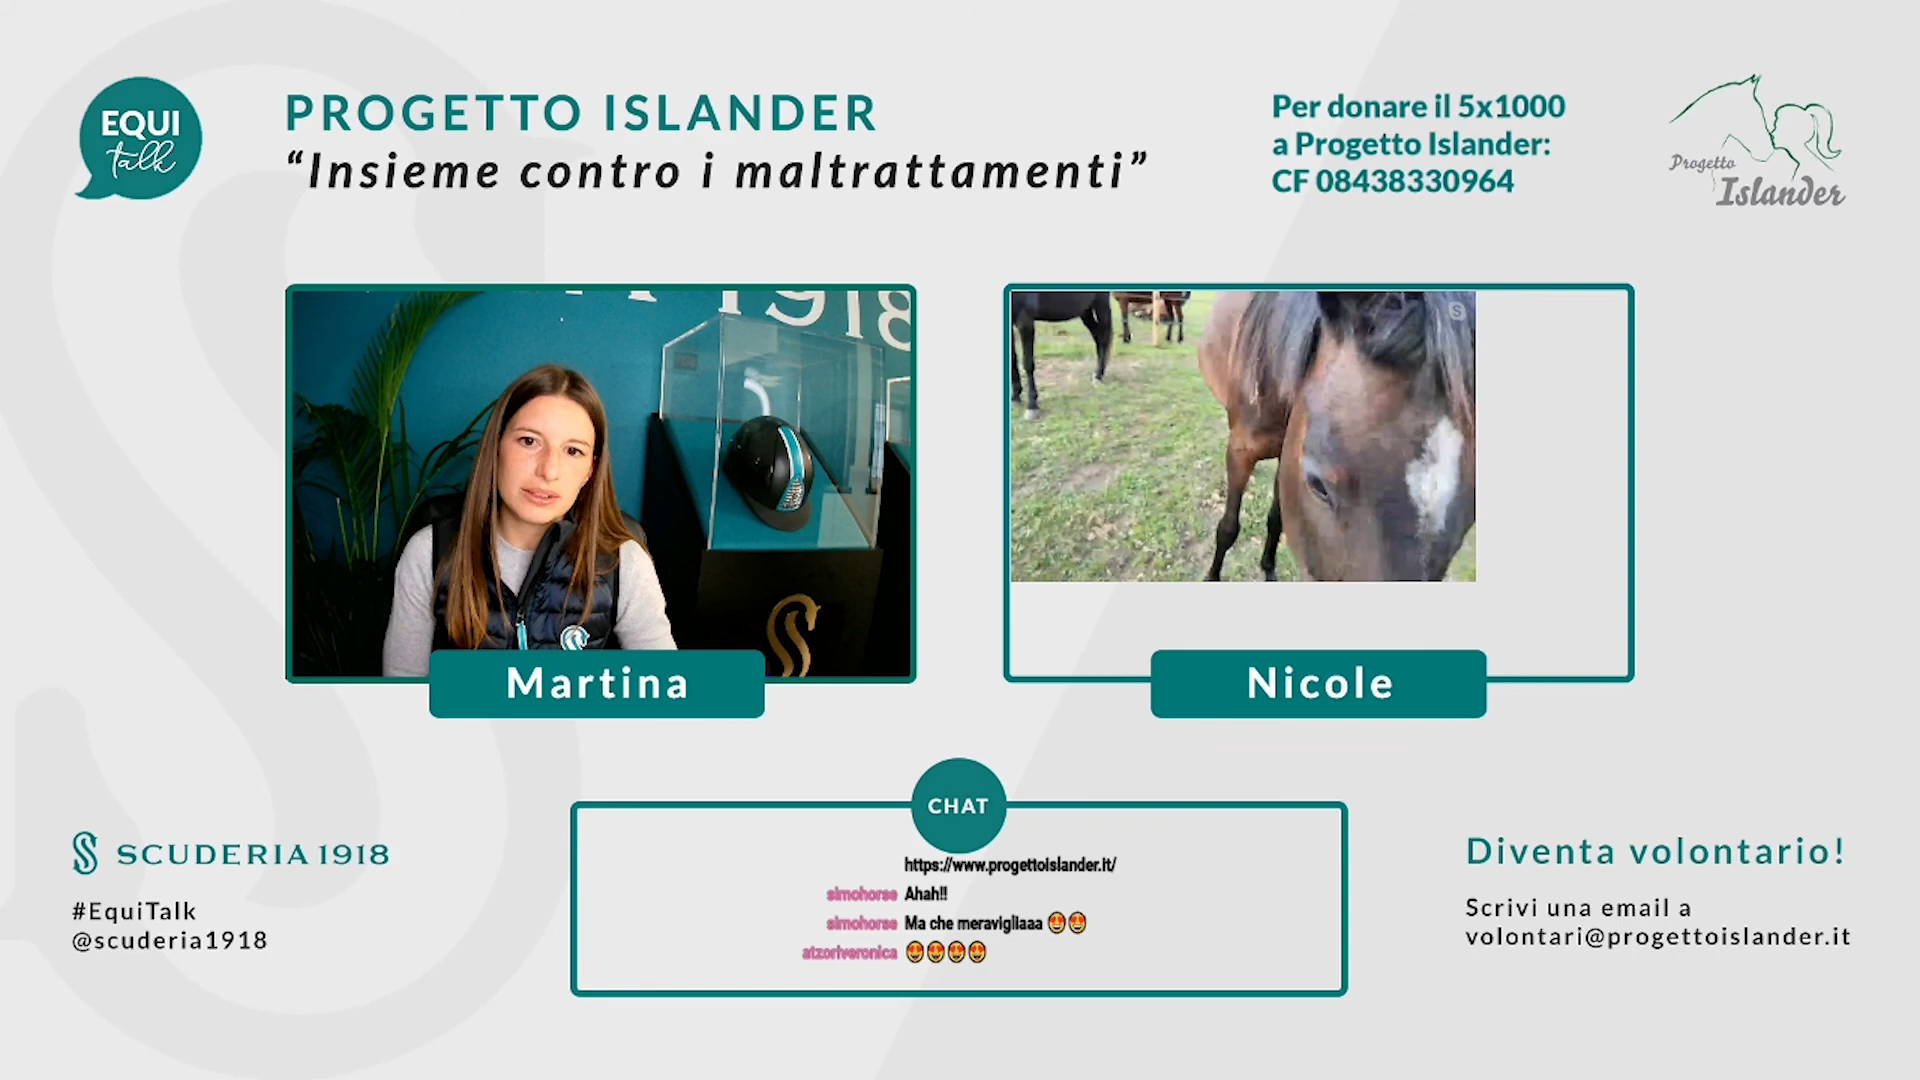 EQUI
talk
PROGETTO ISLANDER
“Insieme contro i maltrattamenti”
Per donare il 5x1000
a Progetto Islander:
CF 08438330964
Progetto
Islander
1918
S
Martina
Nicole
CHAT
https://www.progettoislander.it/
simohorse Ahah!!
simohorse Ma che meravigliaaa 😍😍
atzoriveronica 😍😍😍😍
SCUDERIA 1918
#EquiTalk
@scuderia1918
Diventa volontario!
Scrivi una email a
volontari@progettoislander.it